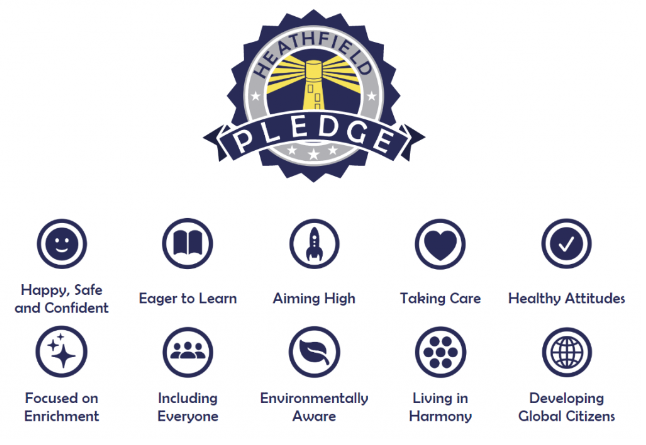 HEATHFIELD
PLEDGE
Happy, Safe
and Confident
Eager to Learn
Aiming High
Taking Care
Healthy Attitudes
Focused on
Enrichment
Including
Everyone
Environmentally
Aware
Living in
Harmony
Developing
Global Citizens